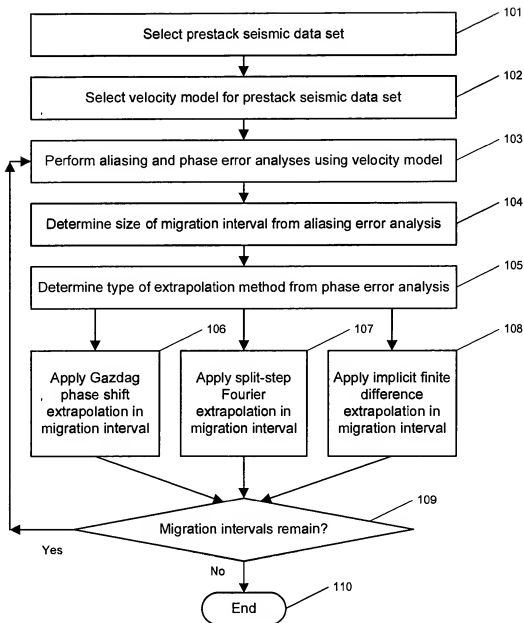 101
Select prestack seismic data set
102
Select velocity model for prestack seismic data set
103
Perform aliasing and phase error analyses using velocity model
104
Determine size of migration interval from aliasing error analysis
105
Determine type of extrapolation method from phase error analysis
106
107
108
Apply Gazdag
phase shift
extrapolation in
migration interval
Apply split-step
Fourier
extrapolation in
migration interval
Apply implicit finite
difference
extrapolation in
migration interval
109
Migration intervals remain?
Yes
No
110
End